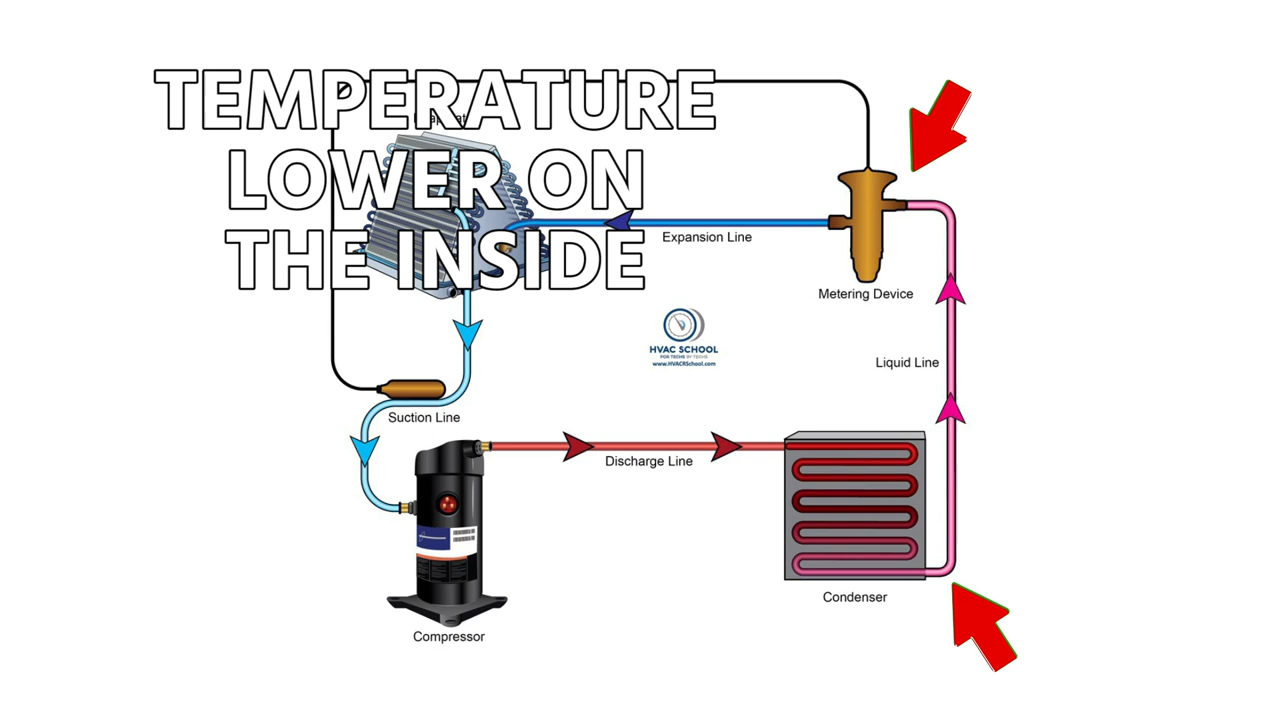 TEMPERATURE
LOWER ON
THE INSIDE
Expansion Line
Metering Device
HVAC SCHOOL
FOR TECHS BY TECHS
www.HVACRSchool.com
Liquid Line
Suction Line
Discharge Line
Condenser
Compressor